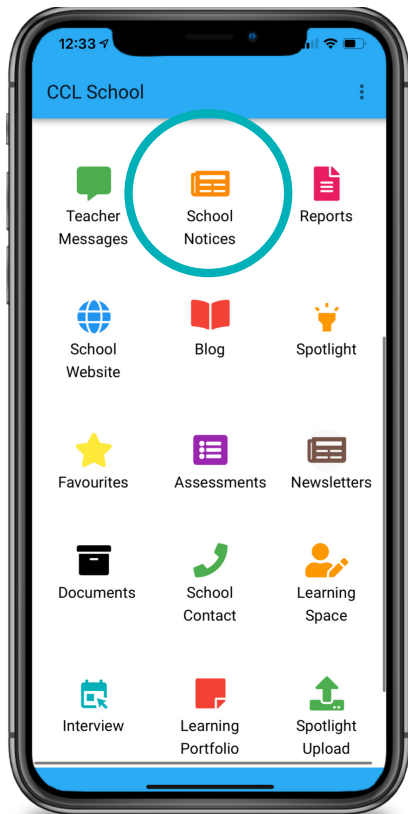 12:33
CCL School
Teacher
Messages
School
Notices
Reports
School
Website
Blog
Spotlight
Favourites
Assessments
Newsletters
Documents
School
Contact
Learning
Space
Interview
Learning
Portfolio
Spotlight
Upload